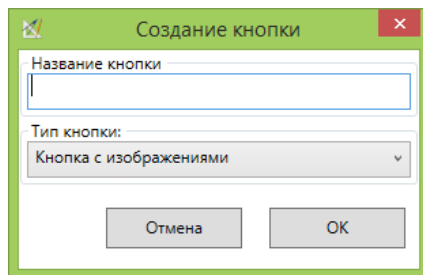 Создание кнопки
Название кнопки
Тип кнопки:
Кнопка с изображениями
Отмена
OK